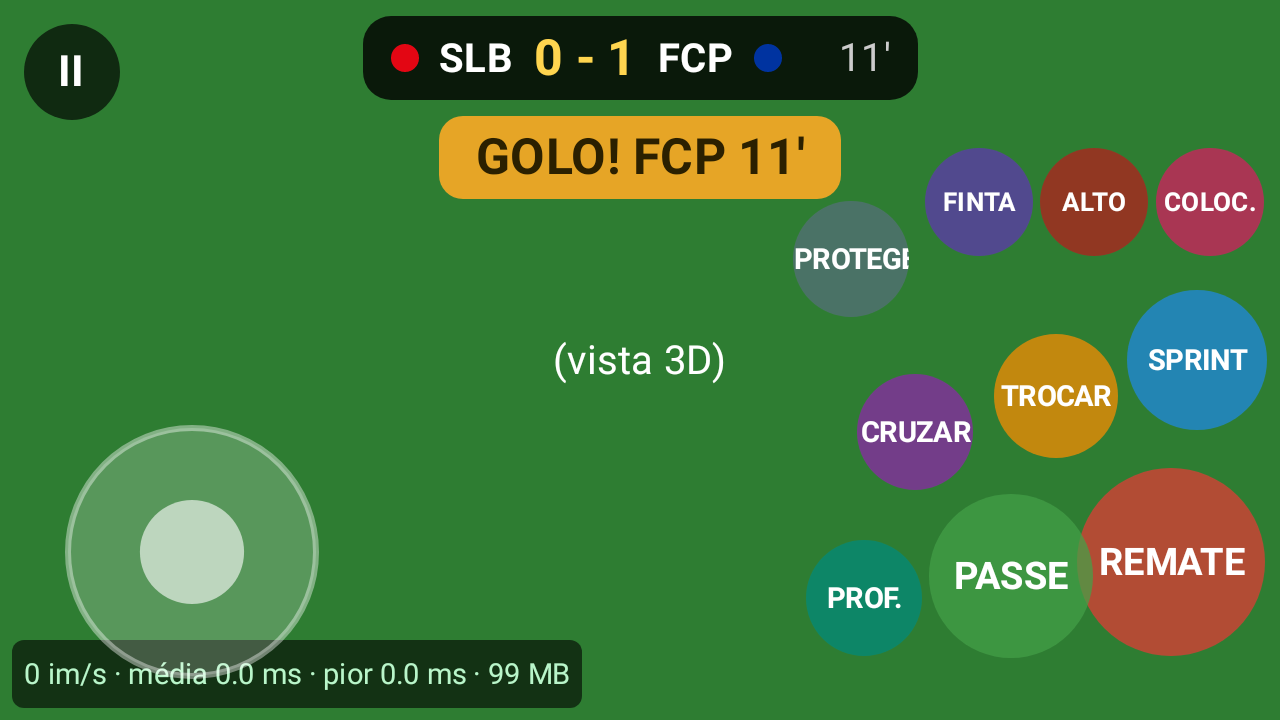 SLB 0 - 1 FCP 11'
GOLO! FCP 11'
FINTA ALTO COLOC.
PROTEGE
(vista 3D)
SPRINT
TROCAR
CRUZAR
REMATE
PASSE
PROF.
0 im/s · média 0.0 ms · pior 0.0 ms · 99 MB